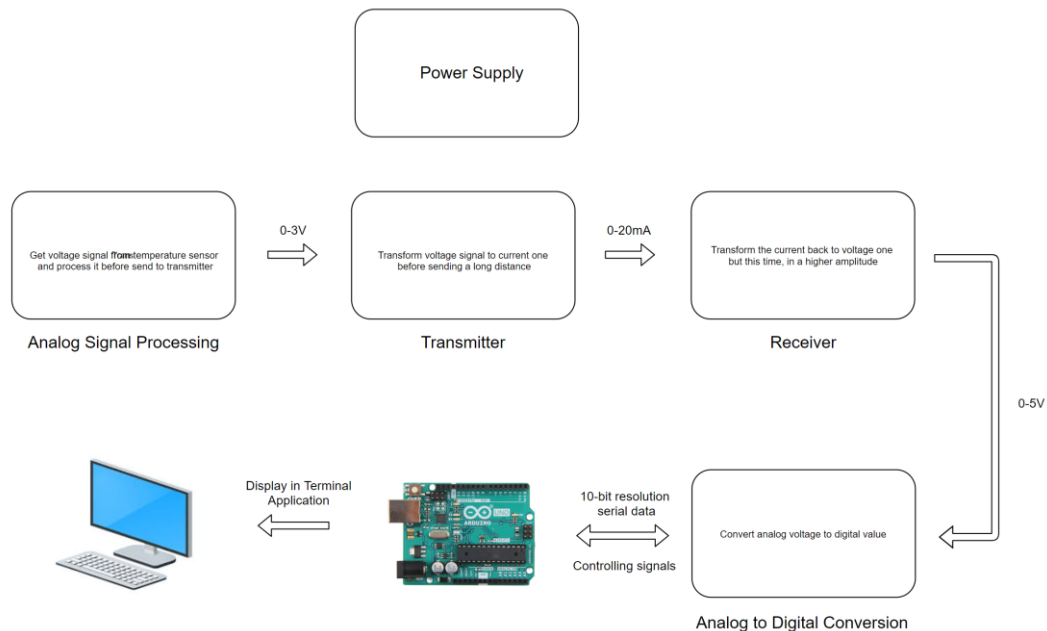 Power Supply
Get voltage signal from temperature sensor
and process it before send to transmitter
0-3V
Transform voltage signal to current one
before sending a long distance
0-20mA
Transform the current back to voltage one
but this time, in a higher amplitude
Analog Signal Processing
Transmitter
Receiver
0-5V
Display in Terminal
Application
UNO
ARDUINO
10-bit resolution
serial data
Controlling signals
Convert analog voltage to digital value
Analog to Digital Conversion